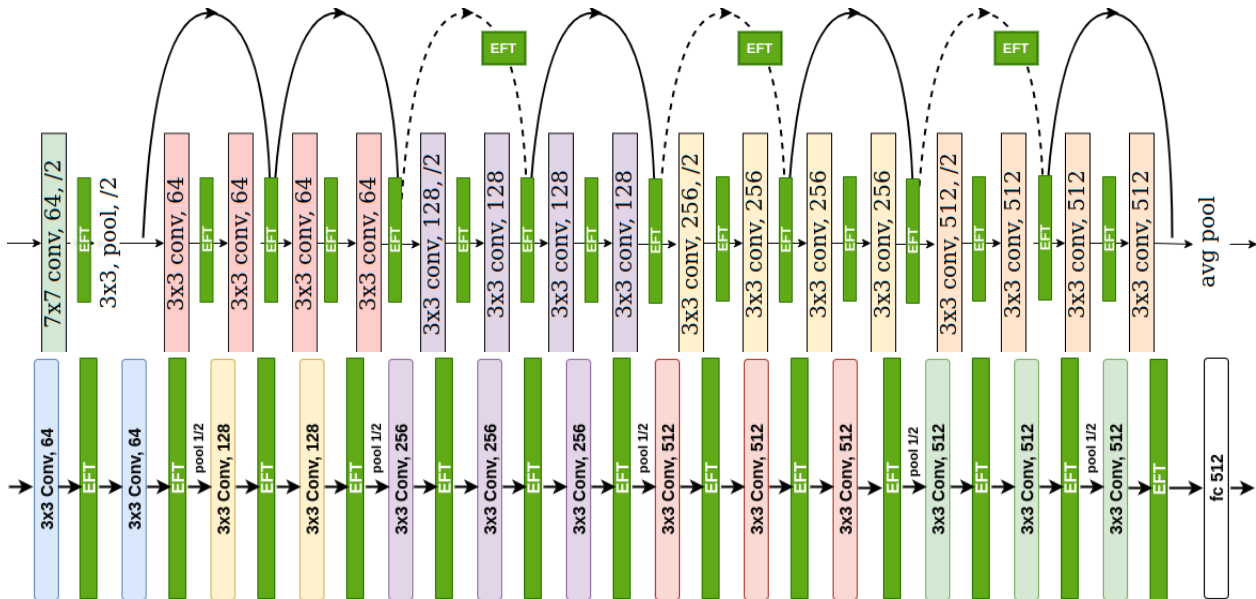 EFT
EFT
EFT
7x7 conv, 64, /2
EFT
3x3, pool, /2
3x3 conv, 64
EFT
3x3 conv, 64
EFT
3x3 conv, 64
EFT
3x3 conv, 64
EFT
3x3 conv, 128, /2
EFT
3x3 conv, 128
EFT
3x3 conv, 128
EFT
3x3 conv, 128
EFT
3x3 conv, 256, /2
EFT
3x3 conv, 256
EFT
3x3 conv, 256
EFT
3x3 conv, 256
EFT
3x3 conv, 512, /2
EFT
3x3 conv, 512
EFT
3x3 conv, 512
EFT
3x3 conv, 512
avg pool
3x3 Conv, 64
EFT
3x3 Conv, 64
EFT
pool 1/2
3x3 Conv, 128
EFT
3x3 Conv, 128
EFT
pool 1/2
3x3 Conv, 256
EFT
3x3 Conv, 256
EFT
3x3 Conv, 256
EFT
pool 1/2
3x3 Conv, 512
EFT
3x3 Conv, 512
EFT
3x3 Conv, 512
EFT
pool 1/2
3x3 Conv, 512
EFT
3x3 Conv, 512
EFT
pool 1/2
3x3 Conv, 512
EFT
fc 512